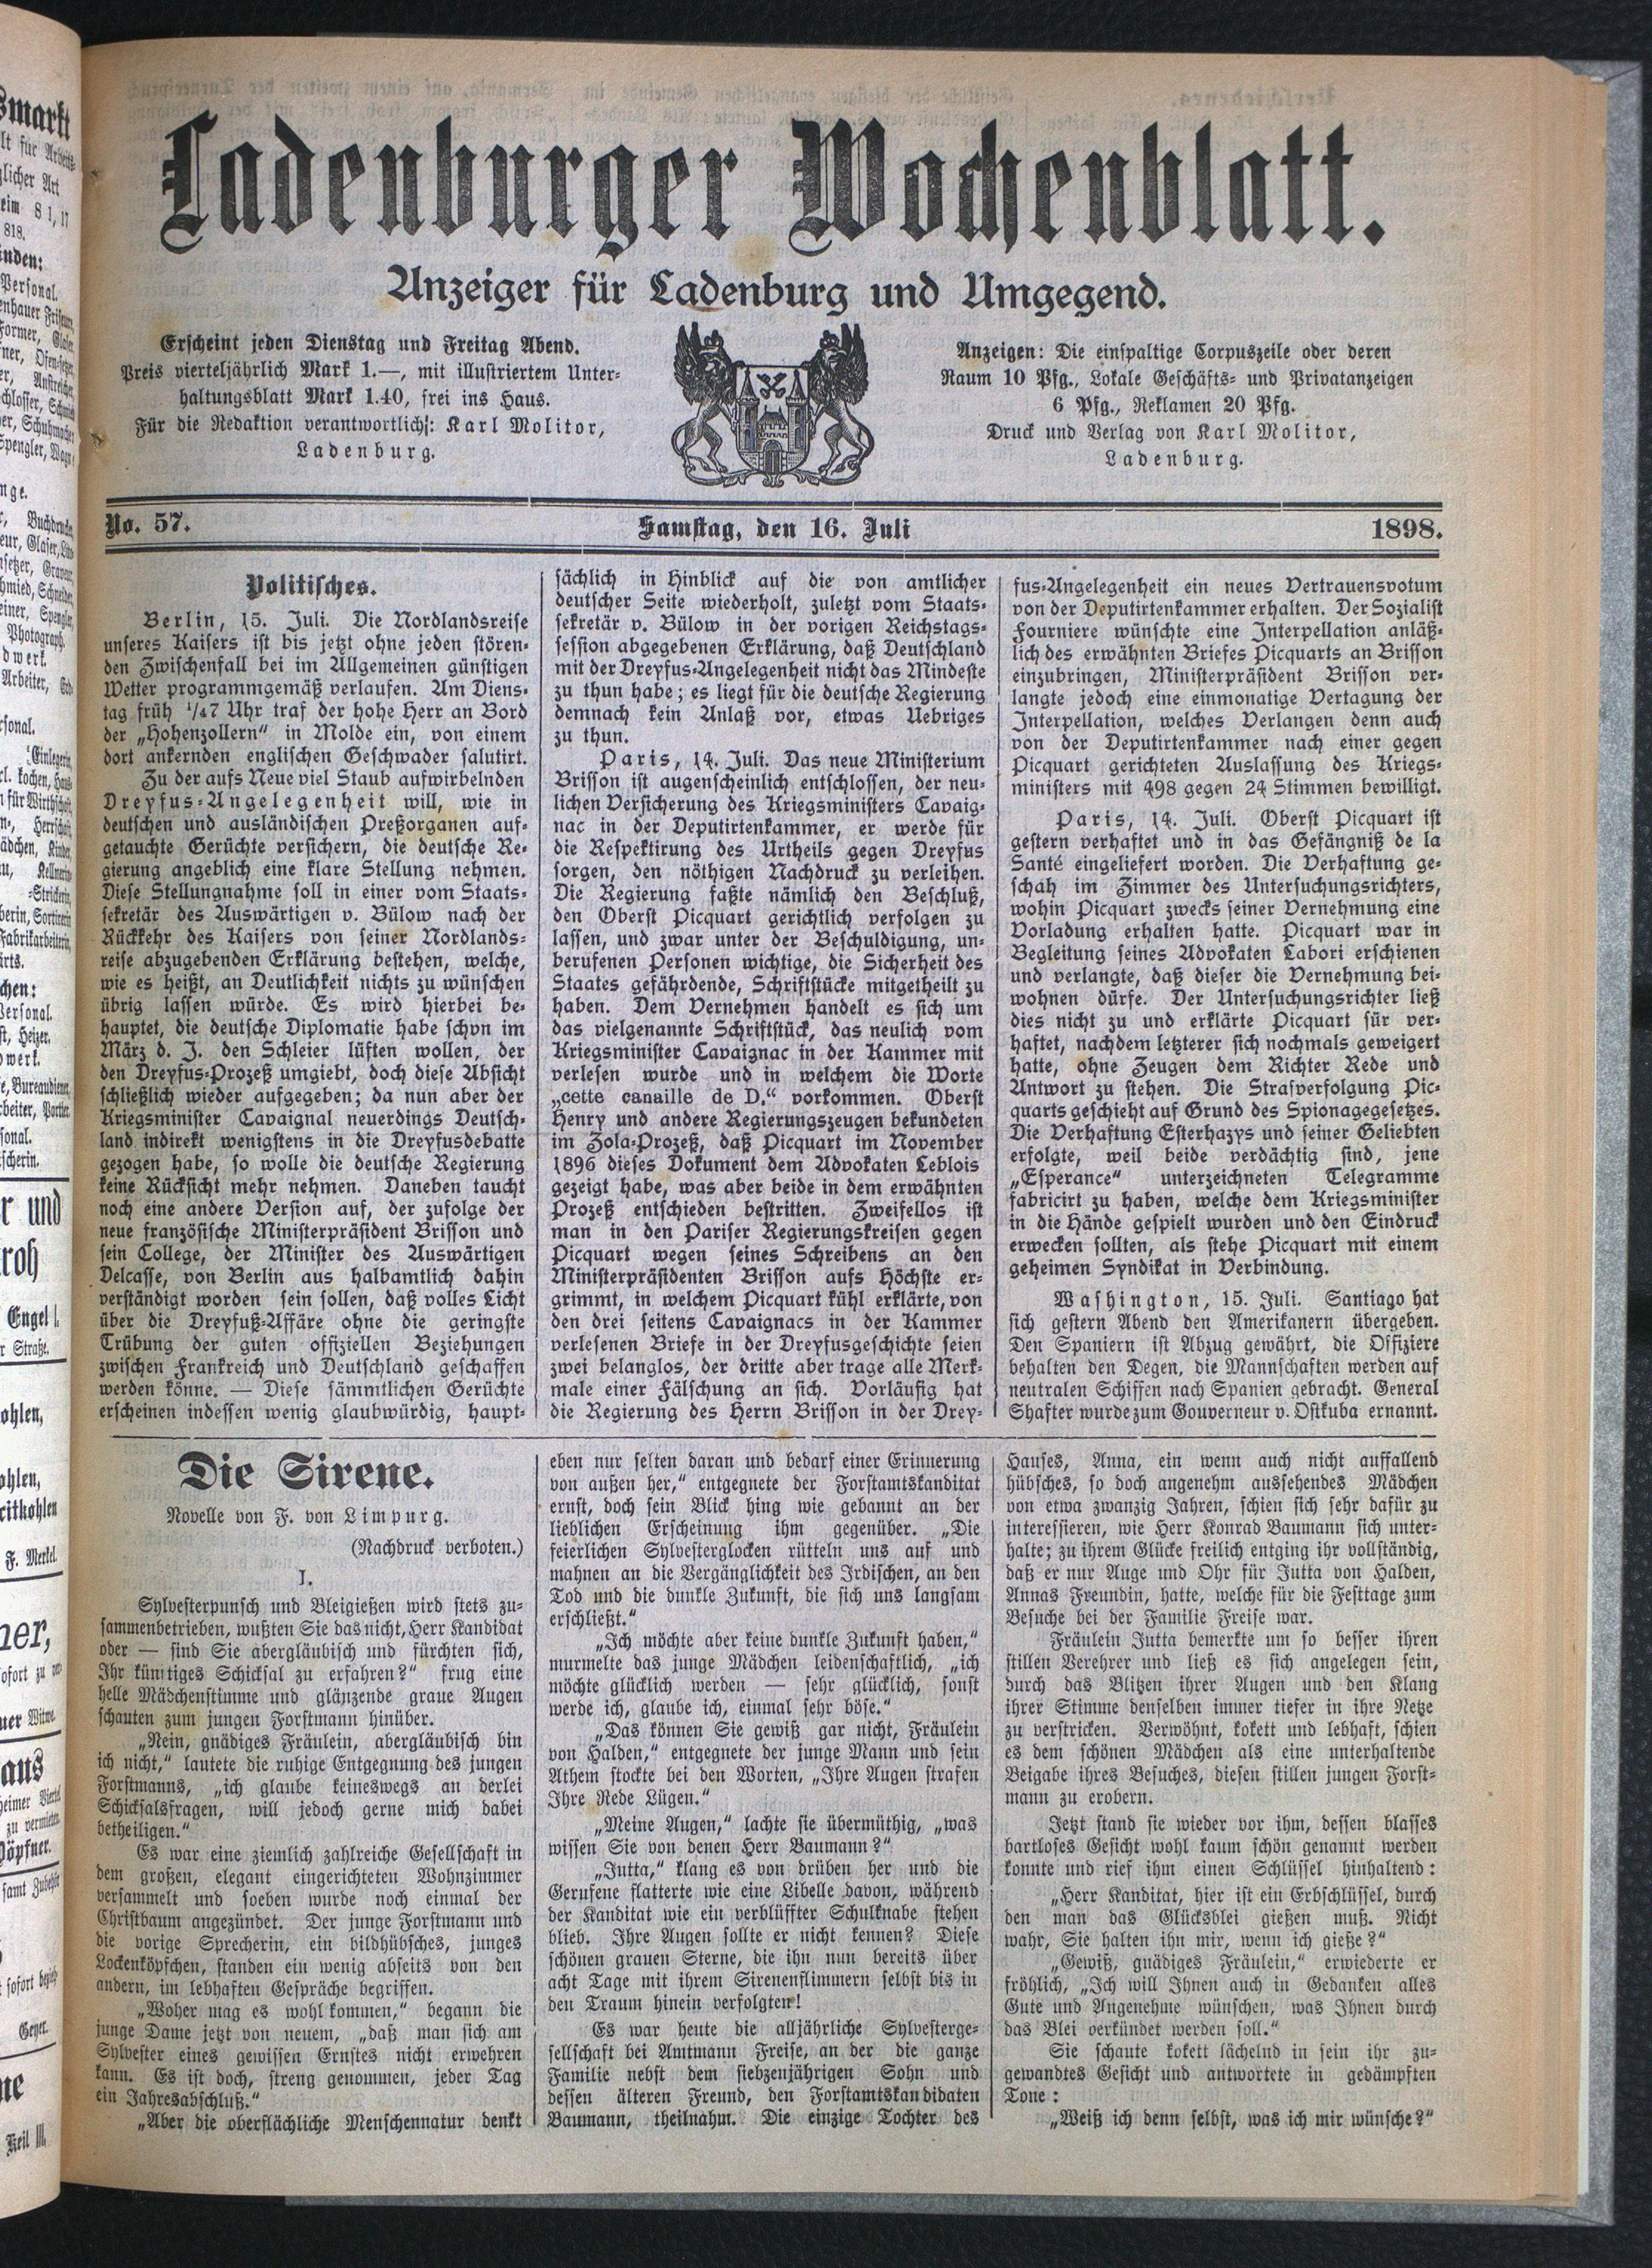 Ladenburger Wochenblatt.
Anzeiger für Ladenburg und Umgegend.
Erscheint jeden Dienstag und Freitag Abend.
Preis vierteljährlich Mark 1.—, mit illustriertem Unter-
haltungsblatt Mark 1.40, frei ins Haus.
Für die Redaktion verantwortlich: Karl Molitor,
Ladenburg.
Anzeigen: Die einspaltige Corpuszeile oder deren
Raum 10 Pfg., Lokale Geschäfts- und Privatanzeigen
6 Pfg., Reklamen 20 Pfg.
Druck und Verlag von Karl Molitor,
Ladenburg.
No. 57.
Samstag, den 16. Juli
1898.
Politisches.
Berlin, 15. Juli. Die Nordlandsreise
unseres Kaisers ist bis jetzt ohne jeden stören-
den Zwischenfall bei im Allgemeinen günstigen
Wetter programmgemäß verlaufen. Am Diens-
tag früh ¼7 Uhr traf der hohe Herr an Bord
der „Hohenzollern“ in Molde ein, von einem
dort ankernden englischen Geschwader salutirt.
Zu der aufs Neue viel Staub aufwirbelnden
Dreyfus-Angelegenheit will, wie in
deutschen und ausländischen Preßorganen auf-
getauchte Gerüchte versichern, die deutsche Re-
gierung angeblich eine klare Stellung nehmen.
Diese Stellungnahme soll in einer vom Staats-
sekretär des Auswärtigen v. Bülow nach der
Rückkehr des Kaisers von seiner Nordlands-
reise abzugebenden Erklärung bestehen, welche,
wie es heißt, an Deutlichkeit nichts zu wünschen
übrig lassen würde. Es wird hierbei be-
hauptet, die deutsche Diplomatie habe schon im
März d. J. den Schleier lüften wollen, der
den Dreyfus-Prozeß umgiebt, doch diese Absicht
schließlich wieder aufgegeben; da nun aber der
Kriegsminister Cavaignal neuerdings Deutsch-
land indirekt wenigstens in die Dreyfusdebatte
gezogen habe, so wolle die deutsche Regierung
keine Rücksicht mehr nehmen. Daneben taucht
noch eine andere Version auf, der zufolge der
neue französische Ministerpräsident Brisson und
sein College, der Minister des Auswärtigen
Delcasse, von Berlin aus halbamtlich dahin
verständigt worden sein sollen, daß volles Licht
über die Dreyfuß-Affäre ohne die geringste
Trübung der guten offiziellen Beziehungen
zwischen Frankreich und Deutschland geschaffen
werden könne. — Diese sämmtlichen Gerüchte
erscheinen indessen wenig glaubwürdig, haupt-
sächlich in Hinblick auf die von amtlicher
deutscher Seite wiederholt, zuletzt vom Staats-
sekretär v. Bülow in der vorigen Reichstags-
session abgegebenen Erklärung, daß Deutschland
mit der Dreyfus-Angelegenheit nicht das Mindeste
zu thun habe; es liegt für die deutsche Regierung
demnach kein Anlaß vor, etwas Uebriges
zu thun.
Paris, 14. Juli. Das neue Ministerium
Brisson ist augenscheinlich entschlossen, der neu-
lichen Versicherung des Kriegsministers Cavaig-
nac in der Deputirtenkammer, er werde für
die Respektirung des Urtheils gegen Dreyfus
sorgen, den nöthigen Nachdruck zu verleihen.
Die Regierung faßte nämlich den Beschluß,
den Oberst Picquart gerichtlich verfolgen zu
lassen, und zwar unter der Beschuldigung, un-
berufenen Personen wichtige, die Sicherheit des
Staates gefährdende, Schriftstücke mitgetheilt zu
haben. Dem Vernehmen handelt es sich um
das vielgenannte Schriftstück, das neulich vom
Kriegsminister Cavaignac in der Kammer mit
verlesen wurde und in welchem die Worte
„cette canaille de D.“ vorkommen. Oberst
Henry und andere Regierungszeugen bekundeten
im Zola-Prozeß, daß Picquart im November
1896 dieses Dokument dem Advokaten Leblois
gezeigt habe, was aber beide in dem erwähnten
Prozeß entschieden bestritten. Zweifellos ist
man in den Pariser Regierungskreisen gegen
Picquart wegen seines Schreibens an den
Ministerpräsidenten Brisson aufs Höchste er-
grimmt, in welchem Picquart kühl erklärte, von
den drei seitens Cavaignacs in der Kammer
verlesenen Briefe in der Dreyfusgeschichte seien
zwei belanglos, der dritte aber trage alle Merk-
male einer Fälschung an sich. Vorläufig hat
die Regierung des Herrn Brisson in der Drey-
fus-Angelegenheit ein neues Vertrauensvotum
von der Deputirtenkammer erhalten. Der Sozialist
Fourniere wünschte eine Interpellation anläß-
lich des erwähnten Briefes Picquarts an Brisson
einzubringen, Ministerpräsident Brisson ver-
langte jedoch eine einmonatige Vertagung der
Interpellation, welches Verlangen denn auch
von der Deputirtenkammer nach einer gegen
Picquart gerichteten Auslassung des Kriegs-
ministers mit 498 gegen 24 Stimmen bewilligt.
Paris, 14. Juli. Oberst Picquart ist
gestern verhaftet und in das Gefängniß de la
Santé eingeliefert worden. Die Verhaftung ge-
schah im Zimmer des Untersuchungsrichters,
wohin Picquart zwecks seiner Vernehmung eine
Vorladung erhalten hatte. Picquart war in
Begleitung seines Advokaten Labori erschienen
und verlangte, daß dieser die Vernehmung bei-
wohnen dürfe. Der Untersuchungsrichter ließ
dies nicht zu und erklärte Picquart für ver-
haftet, nachdem letzterer sich nochmals geweigert
hatte, ohne Zeugen dem Richter Rede und
Antwort zu stehen. Die Strafverfolgung Pic-
quarts geschieht auf Grund des Spionagegesetzes.
Die Verhaftung Esterhazys und seiner Geliebten
erfolgte, weil beide verdächtig sind, jene
„Esperance“ unterzeichneten Telegramme
fabricirt zu haben, welche dem Kriegsminister
in die Hände gespielt wurden und den Eindruck
erwecken sollten, als stehe Picquart mit einem
geheimen Syndikat in Verbindung.
Washington, 15. Juli. Santiago hat
sich gestern Abend den Amerikanern übergeben.
Den Spaniern ist Abzug gewährt, die Offiziere
behalten den Degen, die Mannschaften werden auf
neutralen Schiffen nach Spanien gebracht. General
Shafter wurde zum Gouverneur v. Ostkuba ernannt.
Die Sirene.
Novelle von F. von Limpurg.
(Nachdruck verboten.)
I.
Sylvesterpunsch und Bleigießen wird stets zu-
sammenbetrieben, wußten Sie das nicht, Herr Kandidat
oder — sind Sie abergläubisch und fürchten sich,
Ihr künftiges Schicksal zu erfahren?“ frug eine
helle Mädchenstimme und glänzende graue Augen
schauten zum jungen Forstmann hinüber.
„Nein, gnädiges Fräulein, abergläubisch bin
ich nicht,“ lautete die ruhige Entgegnung des jungen
Forstmanns, „ich glaube keineswegs an derlei
Schicksalsfragen, will jedoch gerne mich dabei
betheiligen.“
Es war eine ziemlich zahlreiche Gesellschaft in
dem großen, elegant eingerichteten Wohnzimmer
versammelt und soeben wurde noch einmal der
Christbaum angezündet. Der junge Forstmann und
die vorige Sprecherin, ein bildhübsches, junges
Lockenköpfchen, standen ein wenig abseits von den
andern, im lebhaften Gespräche begriffen.
„Woher mag es wohl kommen,“ begann die
junge Dame jetzt von neuem, „daß man sich am
Sylvester eines gewissen Ernstes nicht erwehren
kann. Es ist doch, streng genommen, jeder Tag
ein Jahresabschluß.“
„Aber die oberflächliche Menschennatur denkt
eben nur selten daran und bedarf einer Erinnerung
von außen her,“ entgegnete der Forstamtskanditat
ernst, doch sein Blick hing wie gebannt an der
lieblichen Erscheinung ihm gegenüber. „Die
feierlichen Sylvesterglocken rütteln uns auf und
mahnen an die Vergänglichkeit des Irdischen, an den
Tod und die dunkle Zukunft, die sich uns langsam
erschließt.“
„Ich möchte aber keine dunkle Zukunft haben,“
murmelte das junge Mädchen leidenschaftlich, „ich
möchte glücklich werden — sehr glücklich, sonst
werde ich, glaube ich, einmal sehr böse.“
„Das können Sie gewiß gar nicht, Fräulein
von Halden,“ entgegnete der junge Mann und sein
Athem stockte bei den Worten, „Ihre Augen strafen
Ihre Rede Lügen.“
„Meine Augen,“ lachte sie übermüthig, „was
wissen Sie von denen Herr Baumann?“
„Jutta,“ klang es von drüben her und die
Gerufene flatterte wie eine Libelle davon, während
der Kanditat wie ein verblüffter Schulknabe stehen
blieb. Ihre Augen sollte er nicht kennen? Diese
schönen grauen Sterne, die ihn nun bereits über
acht Tage mit ihrem Sirenenflimmern selbst bis in
den Traum hinein verfolgten!
Es war heute die alljährliche Sylvesterge-
sellschaft bei Amtmann Freise, an der die ganze
Familie nebst dem siebzenjährigen Sohn und
dessen älteren Freund, den Forstamtskandidaten
Baumann, theilnahm. Die einzige Tochter des
Hauses, Anna, ein wenn auch nicht auffallend
hübsches, so doch angenehm aussehendes Mädchen
von etwa zwanzig Jahren, schien sich sehr dafür zu
interessieren, wie Herr Konrad Baumann sich unter-
halte; zu ihrem Glücke freilich entging ihr vollständig,
daß er nur Auge und Ohr für Jutta von Halden,
Annas Freundin, hatte, welche für die Festtage zum
Besuche bei der Familie Freise war.
Fräulein Jutta bemerkte um so besser ihren
stillen Verehrer und ließ es sich angelegen sein,
durch das Blitzen ihrer Augen und den Klang
ihrer Stimme denselben immer tiefer in ihre Netze
zu verstricken. Verwöhnt, kokett und lebhaft, schien
es dem schönen Mädchen als eine unterhaltende
Beigabe ihres Besuches, diesen stillen jungen Forst-
mann zu erobern.
Jetzt stand sie wieder vor ihm, dessen blasses
bartloses Gesicht wohl kaum schön genannt werden
konnte und rief ihm einen Schlüssel hinhaltend:
„Herr Kanditat, hier ist ein Erbschlüssel, durch
den man das Glücksblei gießen muß. Nicht
wahr, Sie halten ihn mir, wenn ich gieße?“
„Gewiß, gnädiges Fräulein,“ erwiederte er
fröhlich, „Ich will Ihnen auch in Gedanken alles
Gute und Angenehme wünschen, was Ihnen durch
das Blei verkündet werden soll.“
Sie schaute kokett lächelnd in sein ihr zu-
gewandtes Gesicht und antwortete in gedämpften
Tone:
„Weiß ich denn selbst, was ich mir wünsche?“